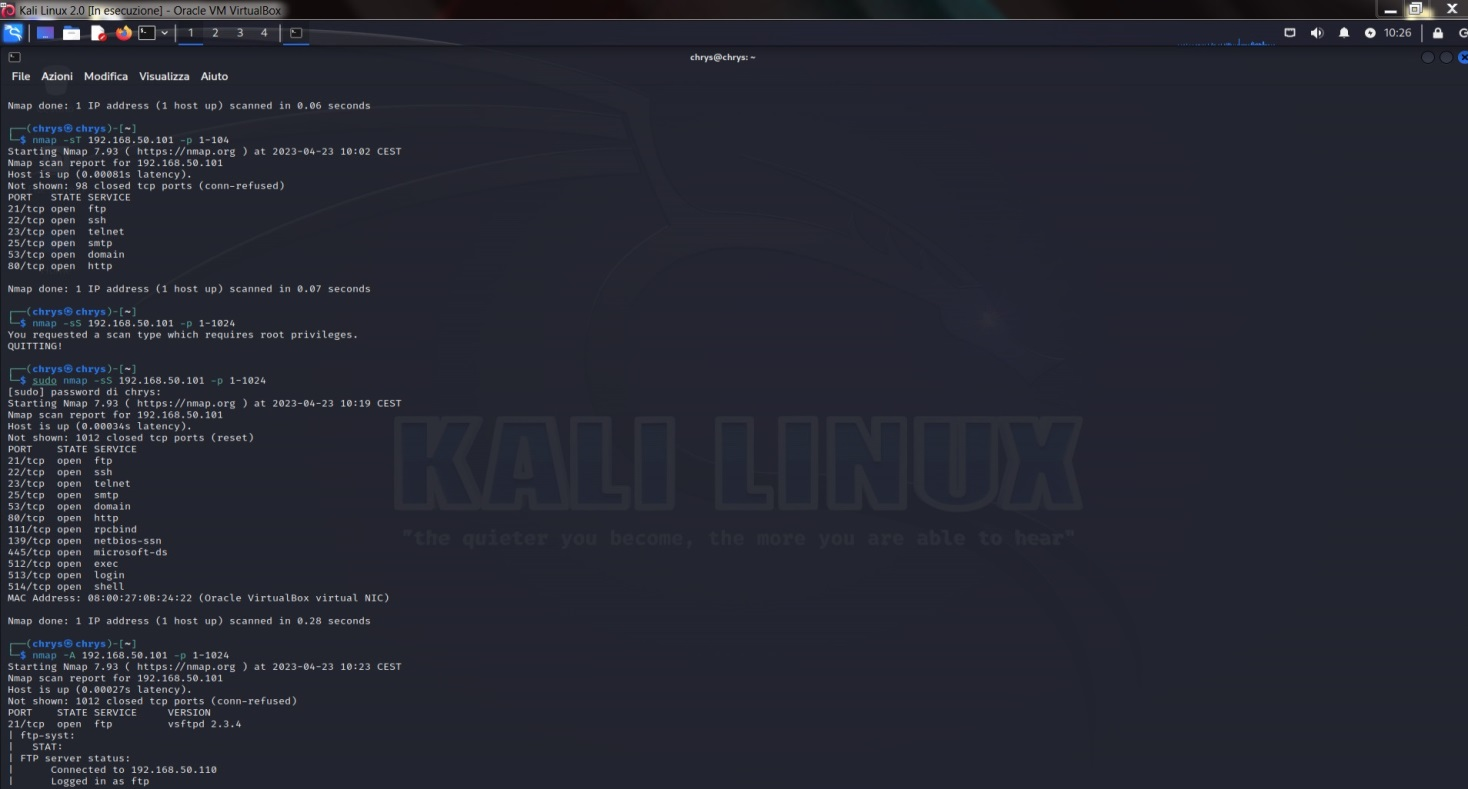 Kali Linux 2.0 [In esecuzione] - Oracle VM VirtualBox
1 2 3 4
10:26
chrys@chrys: ~
File Azioni Modifica Visualizza Aiuto
Nmap done: 1 IP address (1 host up) scanned in 0.06 seconds
┌──(chrys㉿chrys)-[~]
└─$ nmap -sT 192.168.50.101 -p 1-104
Starting Nmap 7.93 ( https://nmap.org ) at 2023-04-23 10:02 CEST
Nmap scan report for 192.168.50.101
Host is up (0.00081s latency).
Not shown: 98 closed tcp ports (conn-refused)
PORT   STATE SERVICE
21/tcp open  ftp
22/tcp open  ssh
23/tcp open  telnet
25/tcp open  smtp
53/tcp open  domain
80/tcp open  http
Nmap done: 1 IP address (1 host up) scanned in 0.07 seconds
┌──(chrys㉿chrys)-[~]
└─$ nmap -sS 192.168.50.101 -p 1-1024
You requested a scan type which requires root privileges.
QUITTING!
┌──(chrys㉿chrys)-[~]
└─$ sudo nmap -sS 192.168.50.101 -p 1-1024
[sudo] password di chrys:
Starting Nmap 7.93 ( https://nmap.org ) at 2023-04-23 10:19 CEST
Nmap scan report for 192.168.50.101
Host is up (0.00034s latency).
Not shown: 1012 closed tcp ports (reset)
PORT    STATE SERVICE
21/tcp  open  ftp
22/tcp  open  ssh
23/tcp  open  telnet
25/tcp  open  smtp
53/tcp  open  domain
80/tcp  open  http
111/tcp open  rpcbind
139/tcp open  netbios-ssn
445/tcp open  microsoft-ds
512/tcp open  exec
513/tcp open  login
514/tcp open  shell
MAC Address: 08:00:27:0B:24:22 (Oracle VirtualBox virtual NIC)
Nmap done: 1 IP address (1 host up) scanned in 0.28 seconds
┌──(chrys㉿chrys)-[~]
└─$ nmap -A 192.168.50.101 -p 1-1024
Starting Nmap 7.93 ( https://nmap.org ) at 2023-04-23 10:23 CEST
Nmap scan report for 192.168.50.101
Host is up (0.00027s latency).
Not shown: 1012 closed tcp ports (conn-refused)
PORT    STATE SERVICE     VERSION
21/tcp  open  ftp         vsftpd 2.3.4
| ftp-syst:
|   STAT:
| FTP server status:
|      Connected to 192.168.50.110
|      Logged in as ftp
KALI LINUX
"the quieter you become, the more you are able to hear"